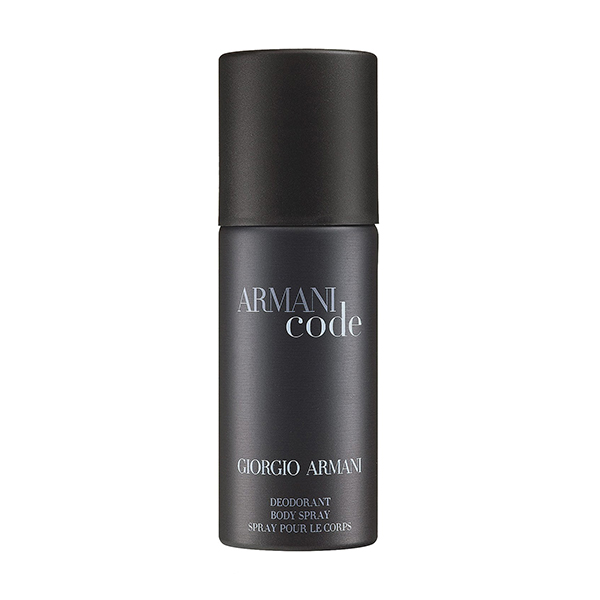 ARMANI
code
GIORGIO ARMANI
DEODORANT
BODY SPRAY
SPRAY POUR LE CORPS